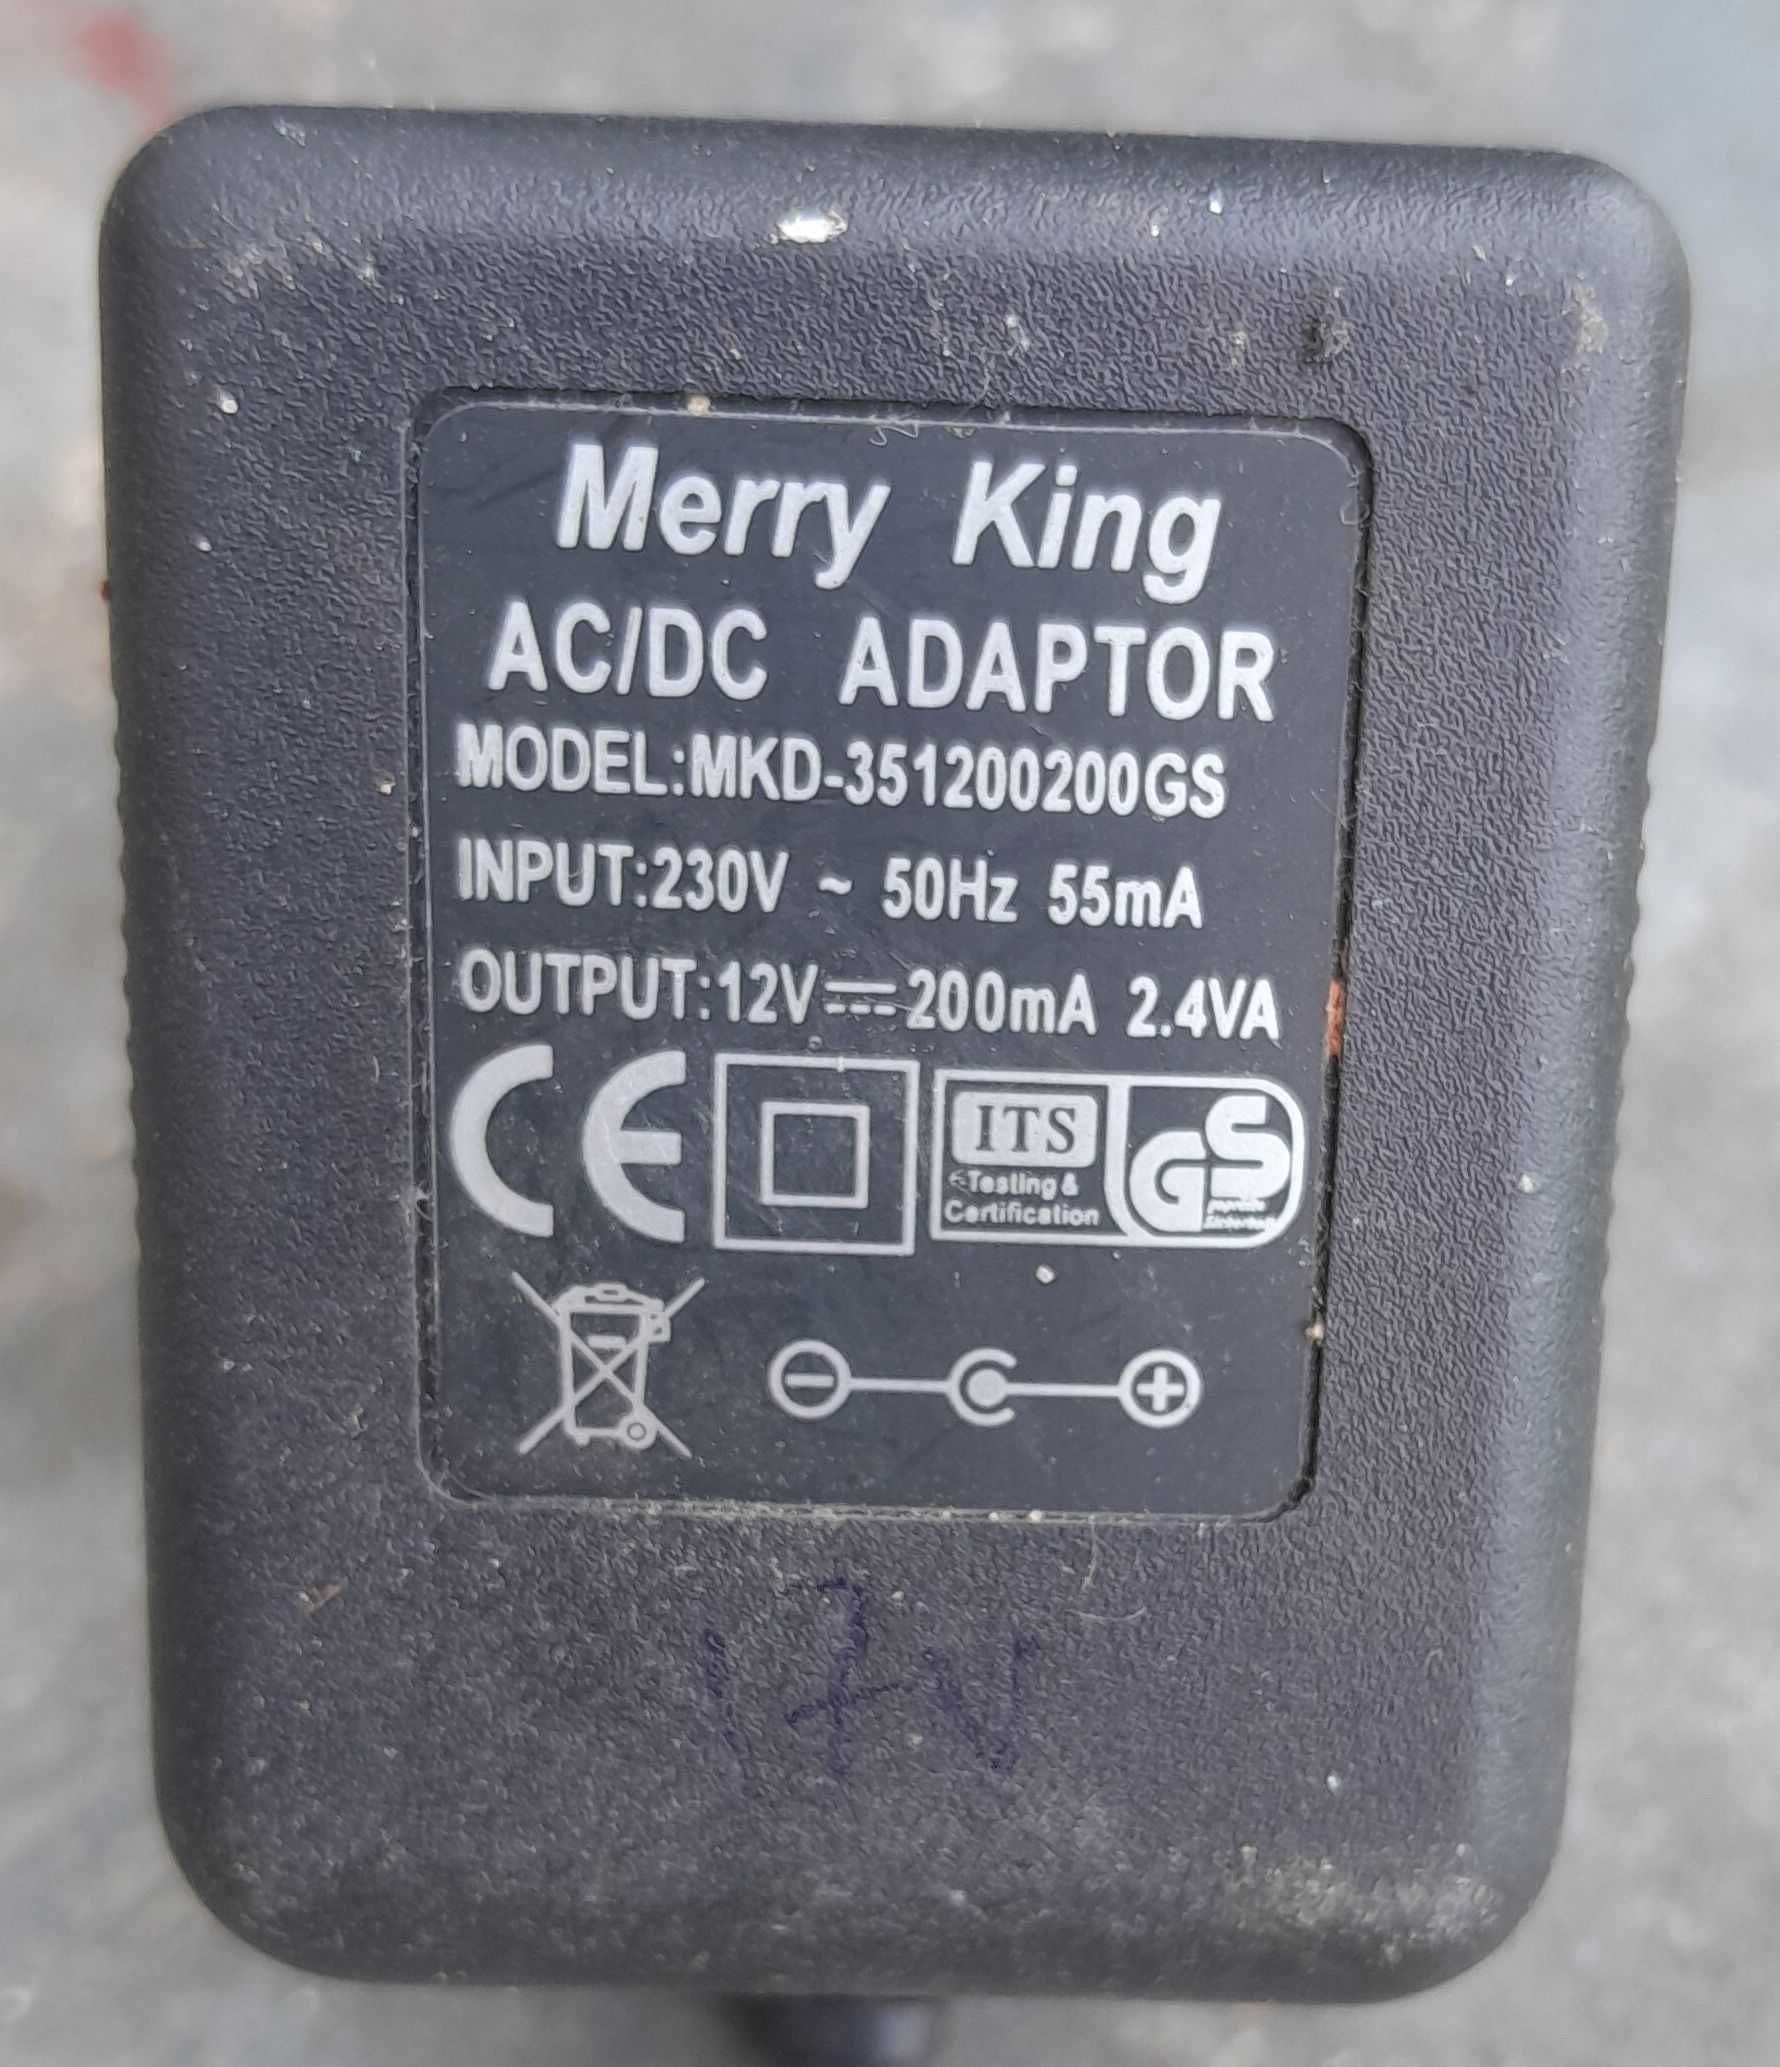 Merry King
AC/DC ADAPTOR
MODEL:MKD-351200200GS
INPUT:230V ~ 50Hz 55mA
OUTPUT:12V⎓200mA 2.4VA
CE
ITS
Testing &
Certification
GS
17V